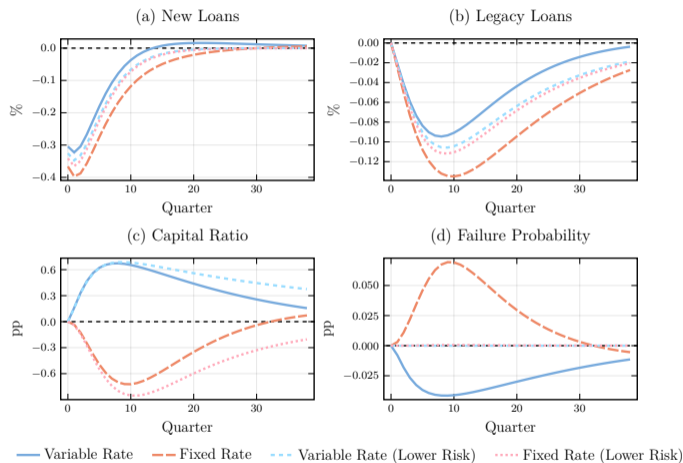 (a) New Loans
(b) Legacy Loans
0.0
−0.1
−0.2
−0.3
−0.4
%
0 10 20 30
Quarter
0.00
−0.02
−0.04
−0.06
−0.08
−0.10
−0.12
%
0 10 20 30
Quarter
(c) Capital Ratio
(d) Failure Probability
0.6
0.3
0.0
−0.3
−0.6
pp
0 10 20 30
Quarter
0.050
0.025
0.000
−0.025
pp
0 10 20 30
Quarter
Variable Rate Fixed Rate Variable Rate (Lower Risk) Fixed Rate (Lower Risk)